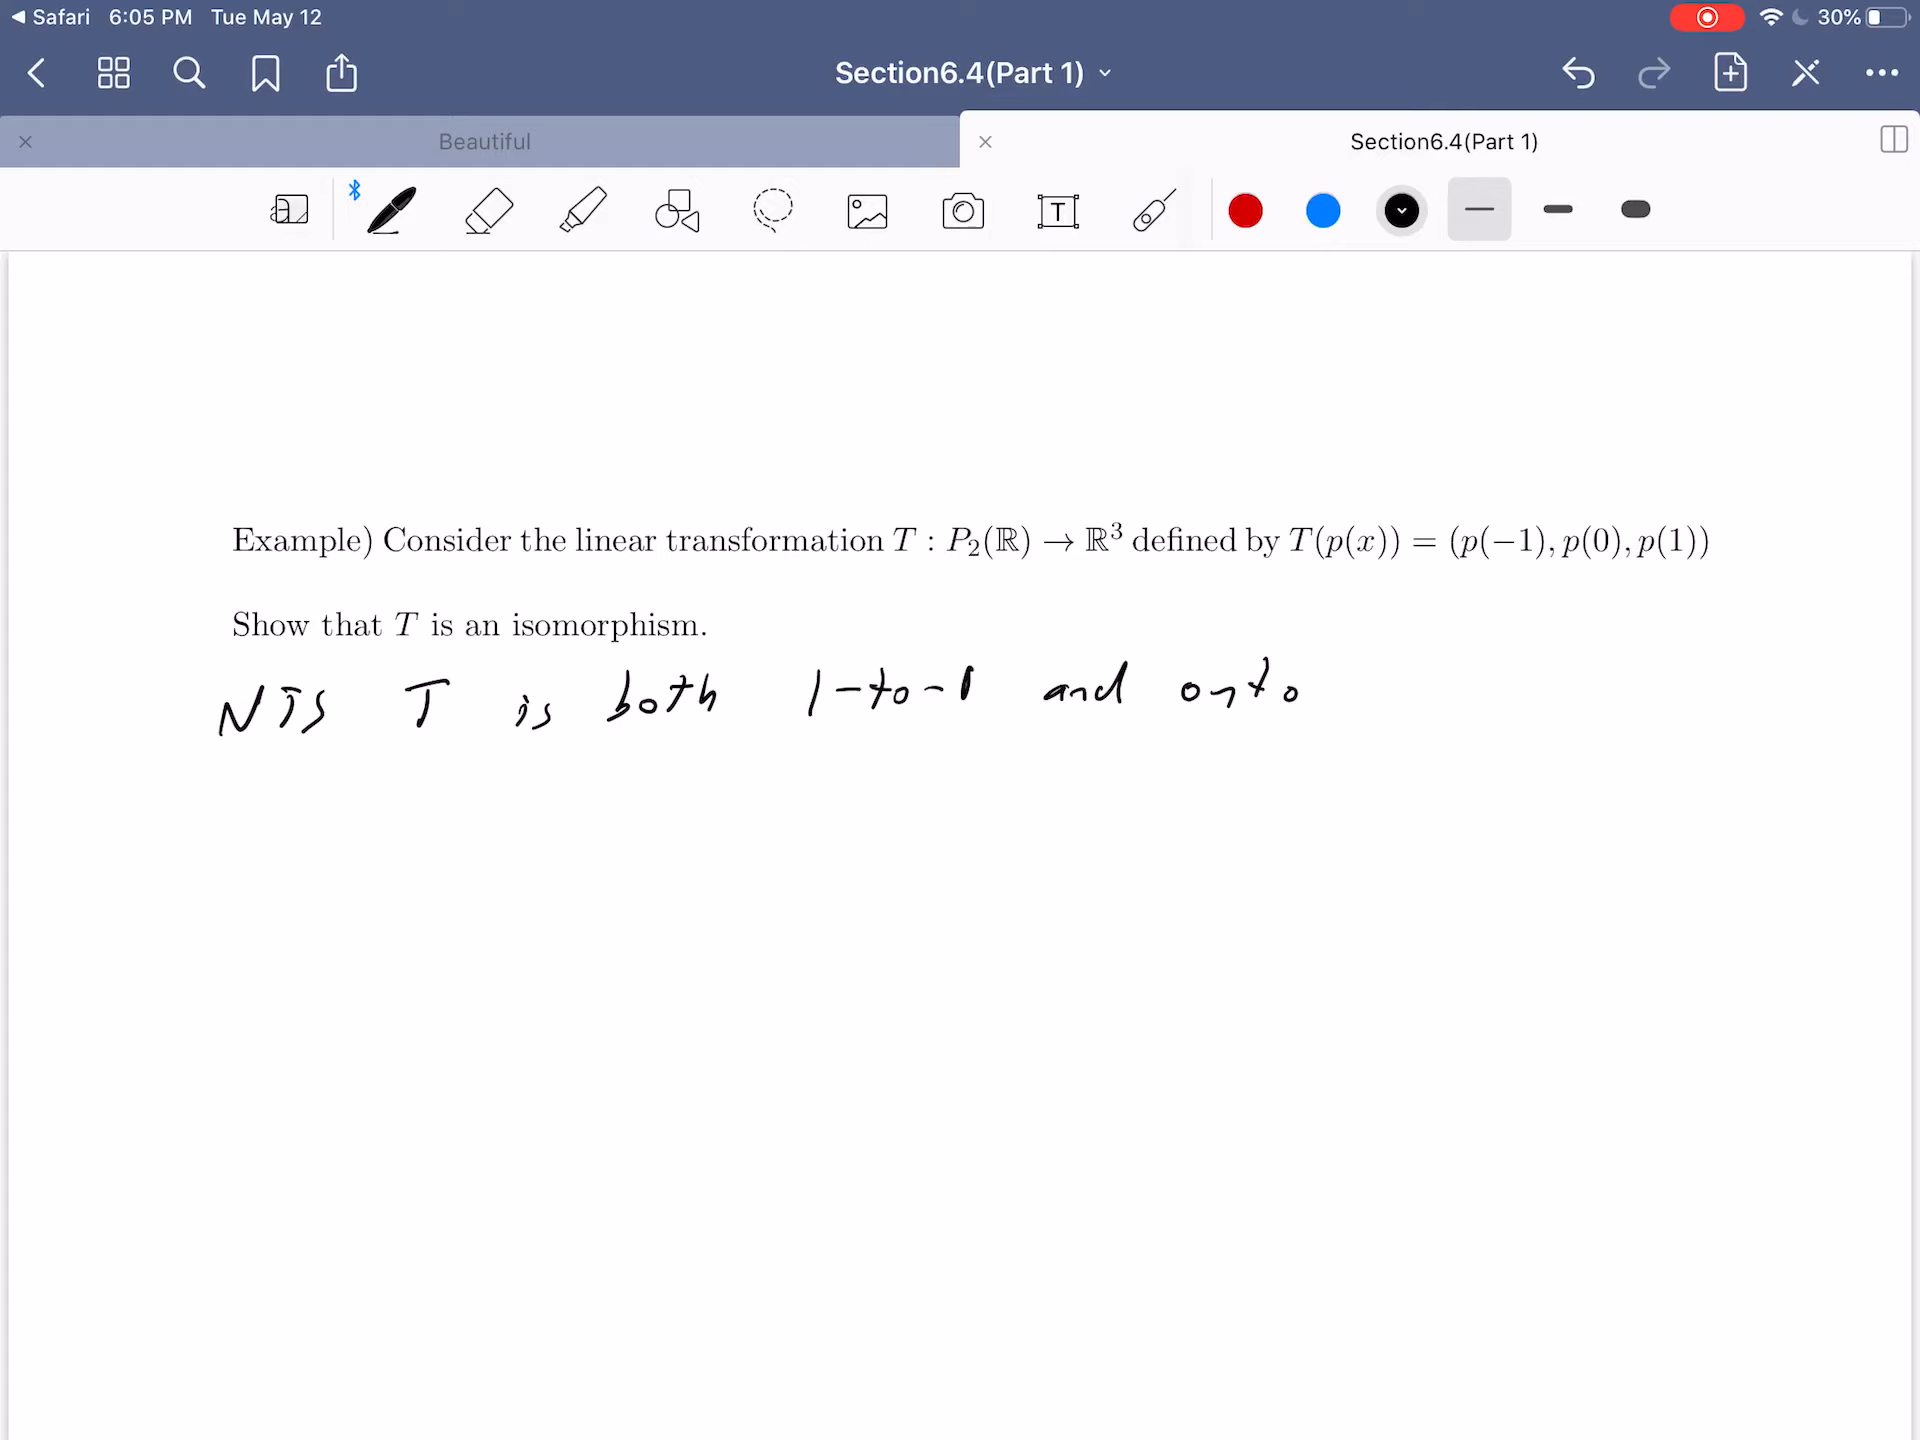 Safari 6:05 PM Tue May 12 30%
Section6.4(Part 1)
Beautiful Section6.4(Part 1)
a T
Example) Consider the linear transformation T : P₂(ℝ) → ℝ³ defined by T(p(x)) = (p(−1), p(0), p(1))
Show that T is an isomorphism.
NTS T is both 1-to-1 and onto